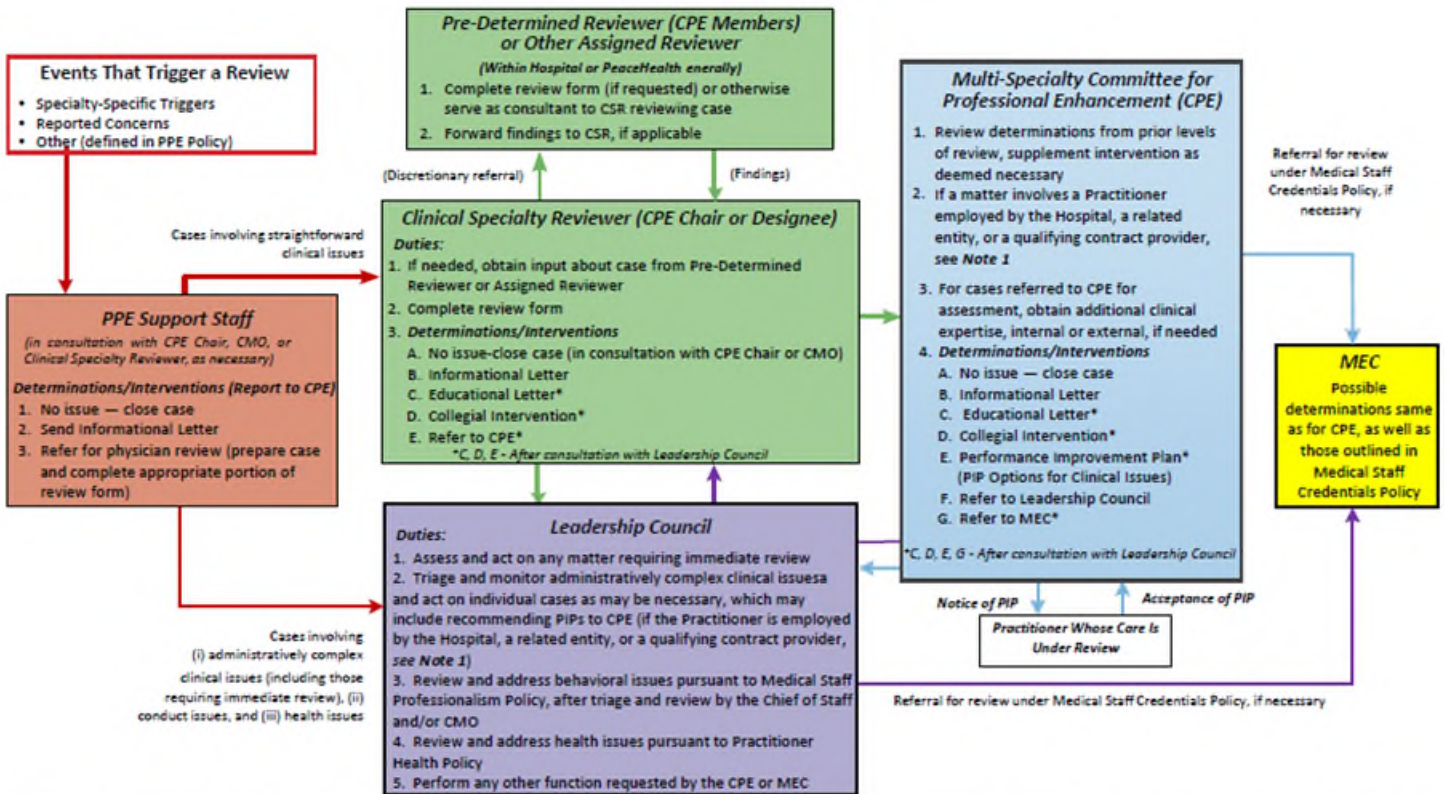 Events That Trigger a Review
• Specialty-Specific Triggers
• Reported Concerns
• Other (defined in PPE Policy)
Pre-Determined Reviewer (CPE Members)
or Other Assigned Reviewer
(Within Hospital or PeaceHealth enerally)
1. Complete review form (if requested) or otherwise
serve as consultant to CSR reviewing case
2. Forward findings to CSR, if applicable
(Discretionary referral)
(Findings)
Cases involving straightforward
clinical issues
PPE Support Staff
(in consultation with CPE Chair, CMO, or
Clinical Specialty Reviewer, as necessary)
Determinations/Interventions (Report to CPE)
1. No issue — close case
2. Send Informational Letter
3. Refer for physician review (prepare case
and complete appropriate portion of
review form)
Clinical Specialty Reviewer (CPE Chair or Designee)
Duties:
1. If needed, obtain input about case from Pre-Determined
Reviewer or Assigned Reviewer
2. Complete review form
3. Determinations/Interventions
A. No issue-close case (in consultation with CPE Chair or CMO)
B. Informational Letter
C. Educational Letter*
D. Collegial Intervention*
E. Refer to CPE*
*C, D, E - After consultation with Leadership Council
Multi-Specialty Committee for
Professional Enhancement (CPE)
1. Review determinations from prior levels
of review, supplement intervention as
deemed necessary
2. If a matter involves a Practitioner
employed by the Hospital, a related
entity, or a qualifying contract provider,
see Note 1
3. For cases referred to CPE for
assessment, obtain additional clinical
expertise, internal or external, if needed
4. Determinations/Interventions
A. No issue — close case
B. Informational Letter
C. Educational Letter*
D. Collegial Intervention*
E. Performance Improvement Plan*
(PIP Options for Clinical Issues)
F. Refer to Leadership Council
G. Refer to MEC*
*C, D, E, G - After consultation with Leadership Council
Referral for review
under Medical Staff
Credentials Policy, if
necessary
MEC
Possible
determinations same
as for CPE, as well as
those outlined in
Medical Staff
Credentials Policy
Cases involving
(i) administratively complex
clinical issues (including those
requiring immediate review), (ii)
conduct issues, and (iii) health issues
Leadership Council
Duties:
1. Assess and act on any matter requiring immediate review
2. Triage and monitor administratively complex clinical issuesa
and act on individual cases as may be necessary, which may
include recommending PIPs to CPE (if the Practitioner is employed
by the Hospital, a related entity, or a qualifying contract provider,
see Note 1)
3. Review and address behavioral issues pursuant to Medical Staff
Professionalism Policy, after triage and review by the Chief of Staff
and/or CMO
4. Review and address health issues pursuant to Practitioner
Health Policy
5. Perform any other function requested by the CPE or MEC
Notice of PIP
Acceptance of PIP
Practitioner Whose Care Is
Under Review
Referral for review under Medical Staff Credentials Policy, if necessary